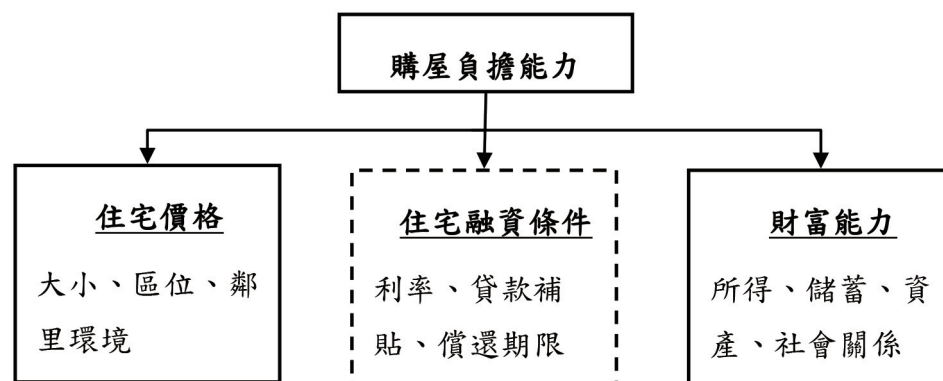 購屋負擔能力
住宅價格
大小、區位、鄰
里環境
住宅融資條件
利率、貸款補
貼、償還期限
財富能力
所得、儲蓄、資
產、社會關係